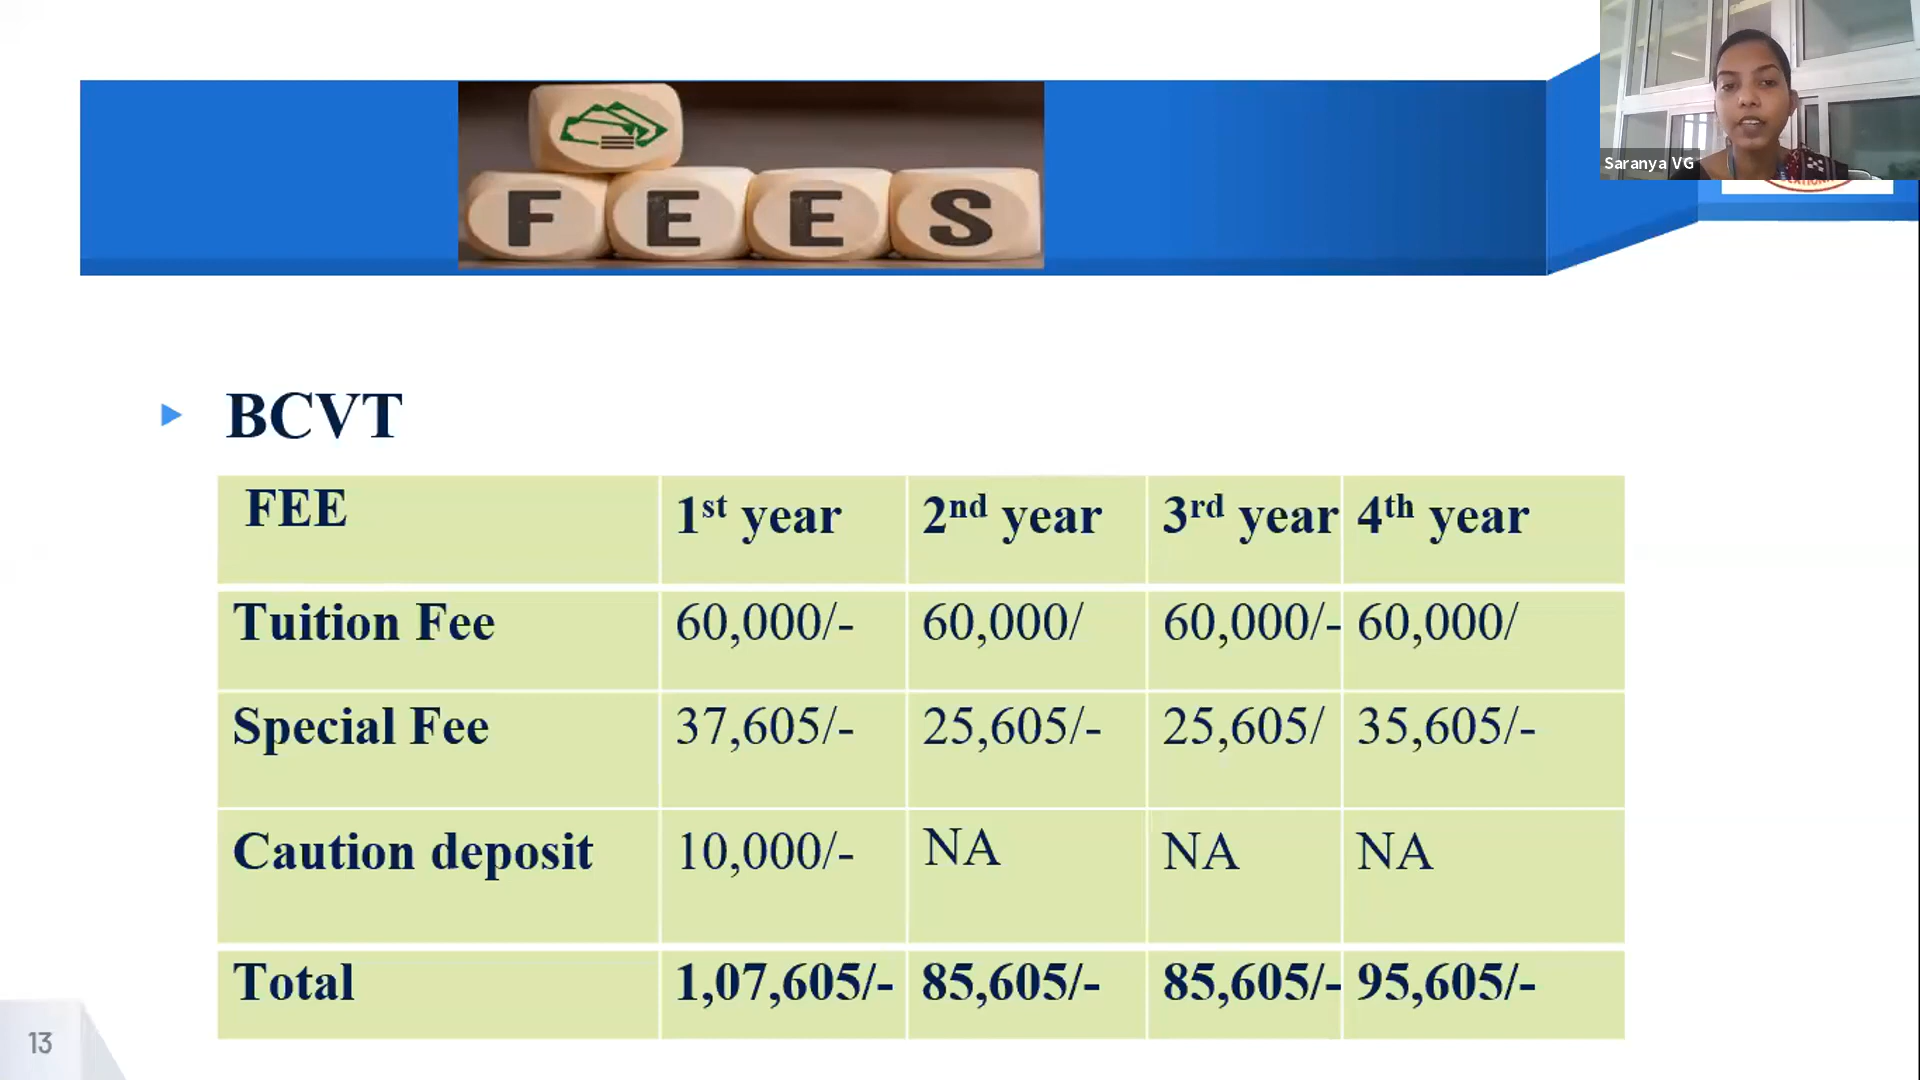 FEES
Saranya VG
BCVT
FEE 1st year 2nd year 3rd year 4th year
Tuition Fee 60,000/- 60,000/ 60,000/- 60,000/
Special Fee 37,605/- 25,605/- 25,605/ 35,605/-
Caution deposit 10,000/- NA NA NA
Total 1,07,605/- 85,605/- 85,605/- 95,605/-
13